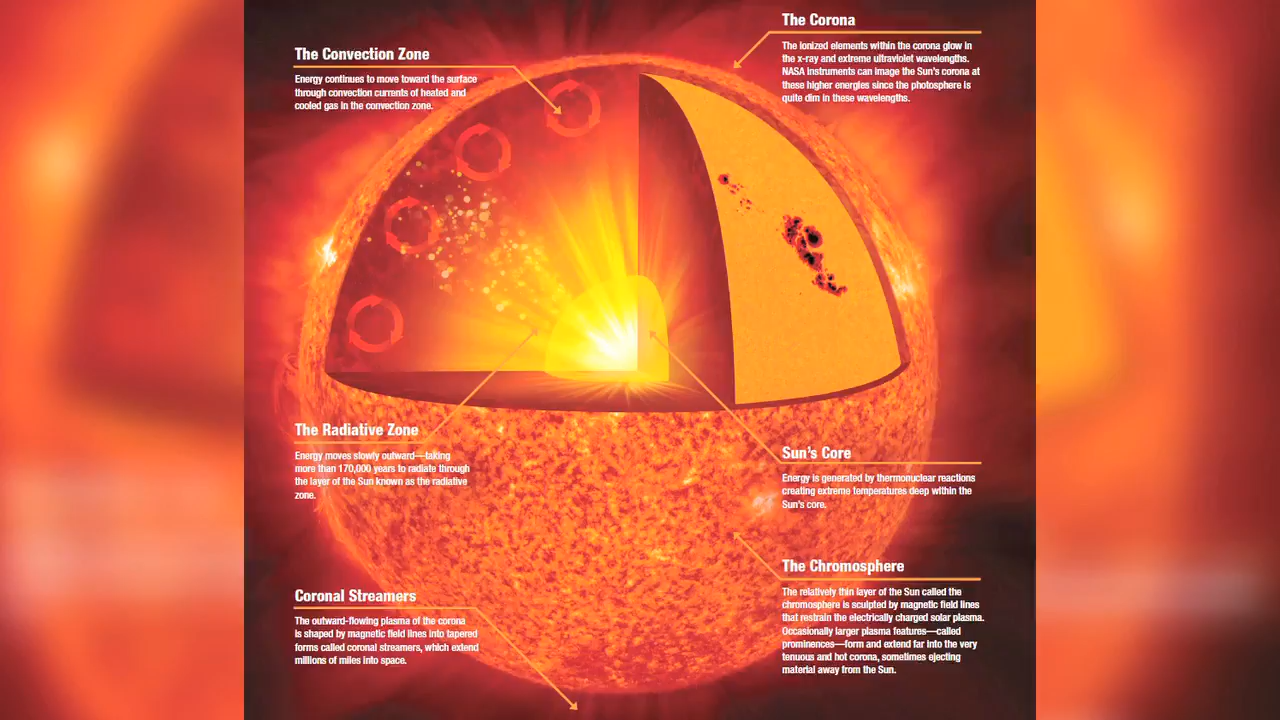 The Convection Zone
Energy continues to move toward the surface
through convection currents of heated and
cooled gas in the convection zone.
The Corona
The ionized elements within the corona glow in
the x-ray and extreme ultraviolet wavelengths.
NASA instruments can image the Sun's corona at
these higher energies since the photosphere is
quite dim in these wavelengths.
The Radiative Zone
Energy moves slowly outward—taking
more than 170,000 years to radiate through
the layer of the Sun known as the radiative
zone.
Sun's Core
Energy is generated by thermonuclear reactions
creating extreme temperatures deep within the
Sun's core.
Coronal Streamers
The outward-flowing plasma of the corona
is shaped by magnetic field lines into tapered
forms called coronal streamers, which extend
millions of miles into space.
The Chromosphere
The relatively thin layer of the Sun called the
chromosphere is sculpted by magnetic field lines
that restrain the electrically charged solar plasma.
Occasionally larger plasma features—called
prominences—form and extend far into the very
tenuous and hot corona, sometimes ejecting
material away from the Sun.